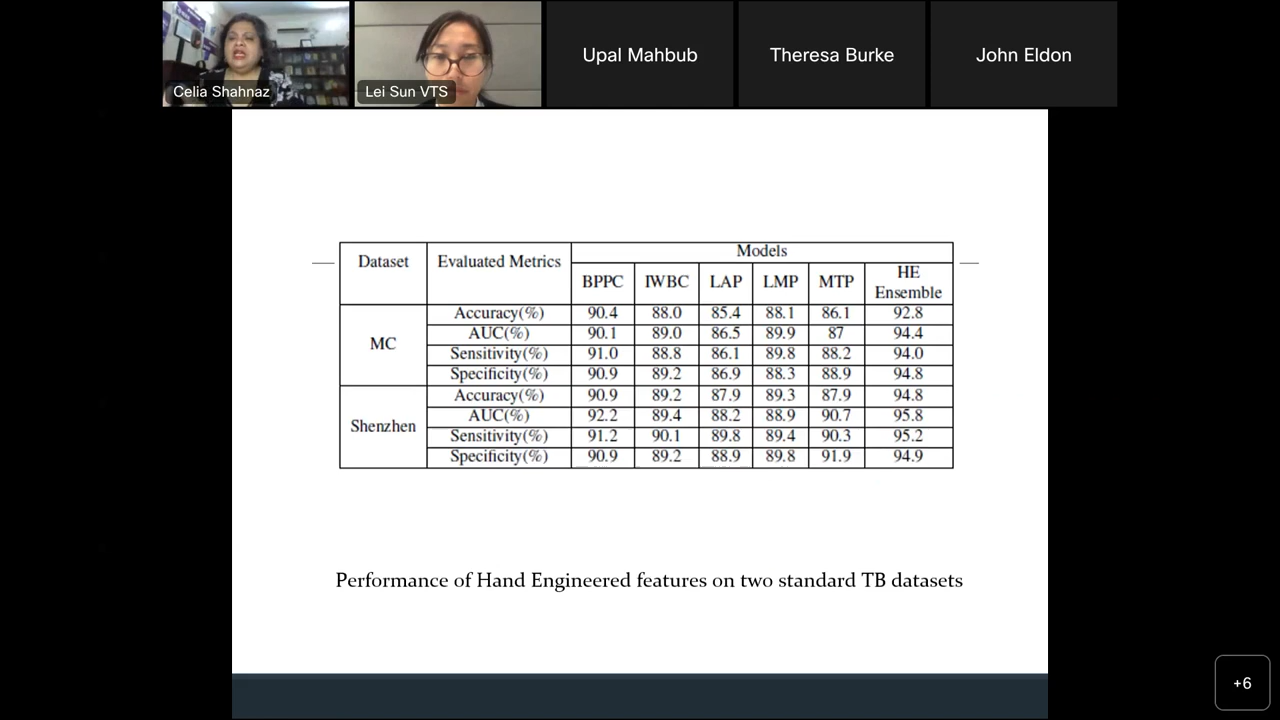 Celia Shahnaz
Lei Sun VTS
Upal Mahbub
Theresa Burke
John Eldon
Dataset Evaluated Metrics Models
BPPC IWBC LAP LMP MTP HE Ensemble
MC Accuracy(%) 90.4 88.0 85.4 88.1 86.1 92.8
AUC(%) 90.1 89.0 86.5 89.9 87 94.4
Sensitivity(%) 91.0 88.8 86.1 89.8 88.2 94.0
Specificity(%) 90.9 89.2 86.9 88.3 88.9 94.8
Shenzhen Accuracy(%) 90.9 89.2 87.9 89.3 87.9 94.8
AUC(%) 92.2 89.4 88.2 88.9 90.7 95.8
Sensitivity(%) 91.2 90.1 89.8 89.4 90.3 95.2
Specificity(%) 90.9 89.2 88.9 89.8 91.9 94.9
Performance of Hand Engineered features on two standard TB datasets
+6